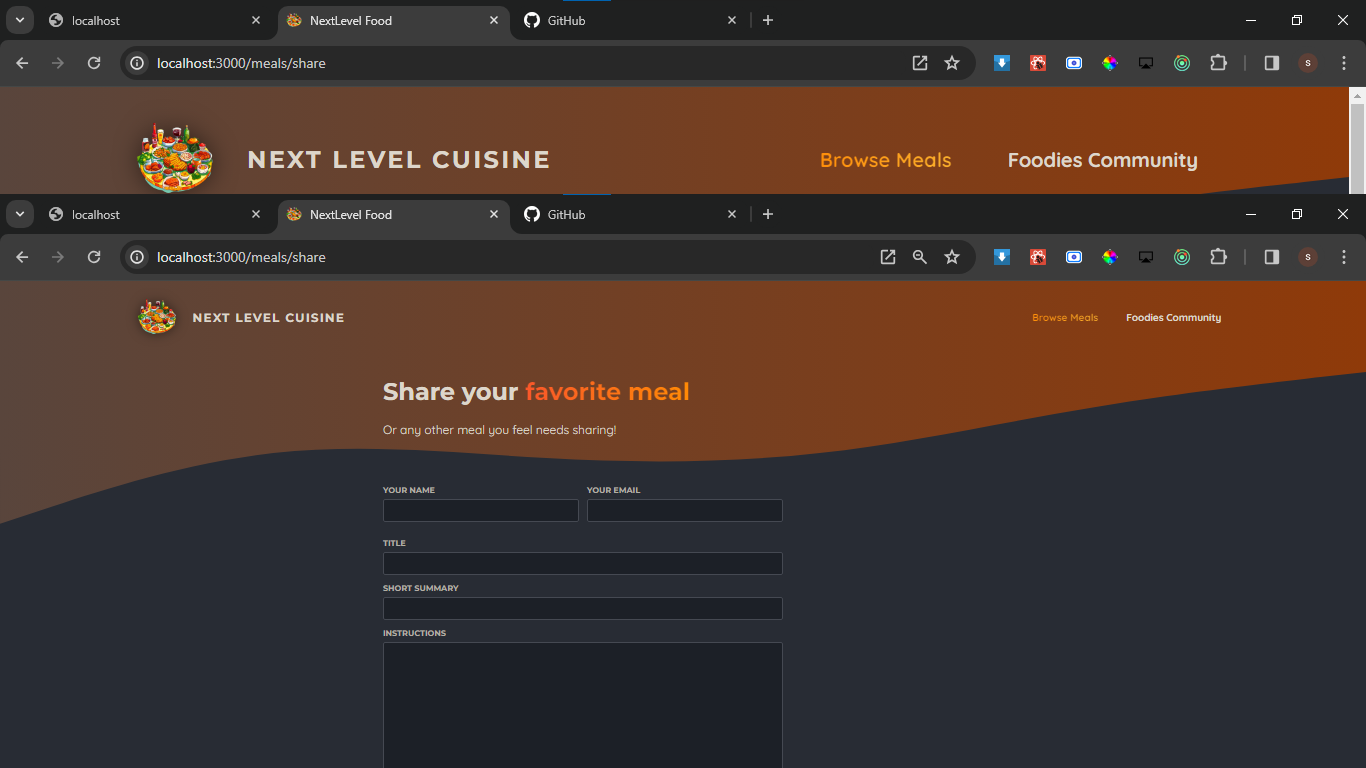 localhost NextLevel Food GitHub
localhost:3000/meals/share S
NEXT LEVEL CUISINE Browse Meals Foodies Community
localhost NextLevel Food GitHub
localhost:3000/meals/share S
NEXT LEVEL CUISINE Browse Meals Foodies Community
Share your favorite meal
Or any other meal you feel needs sharing!
YOUR NAME YOUR EMAIL
TITLE
SHORT SUMMARY
INSTRUCTIONS